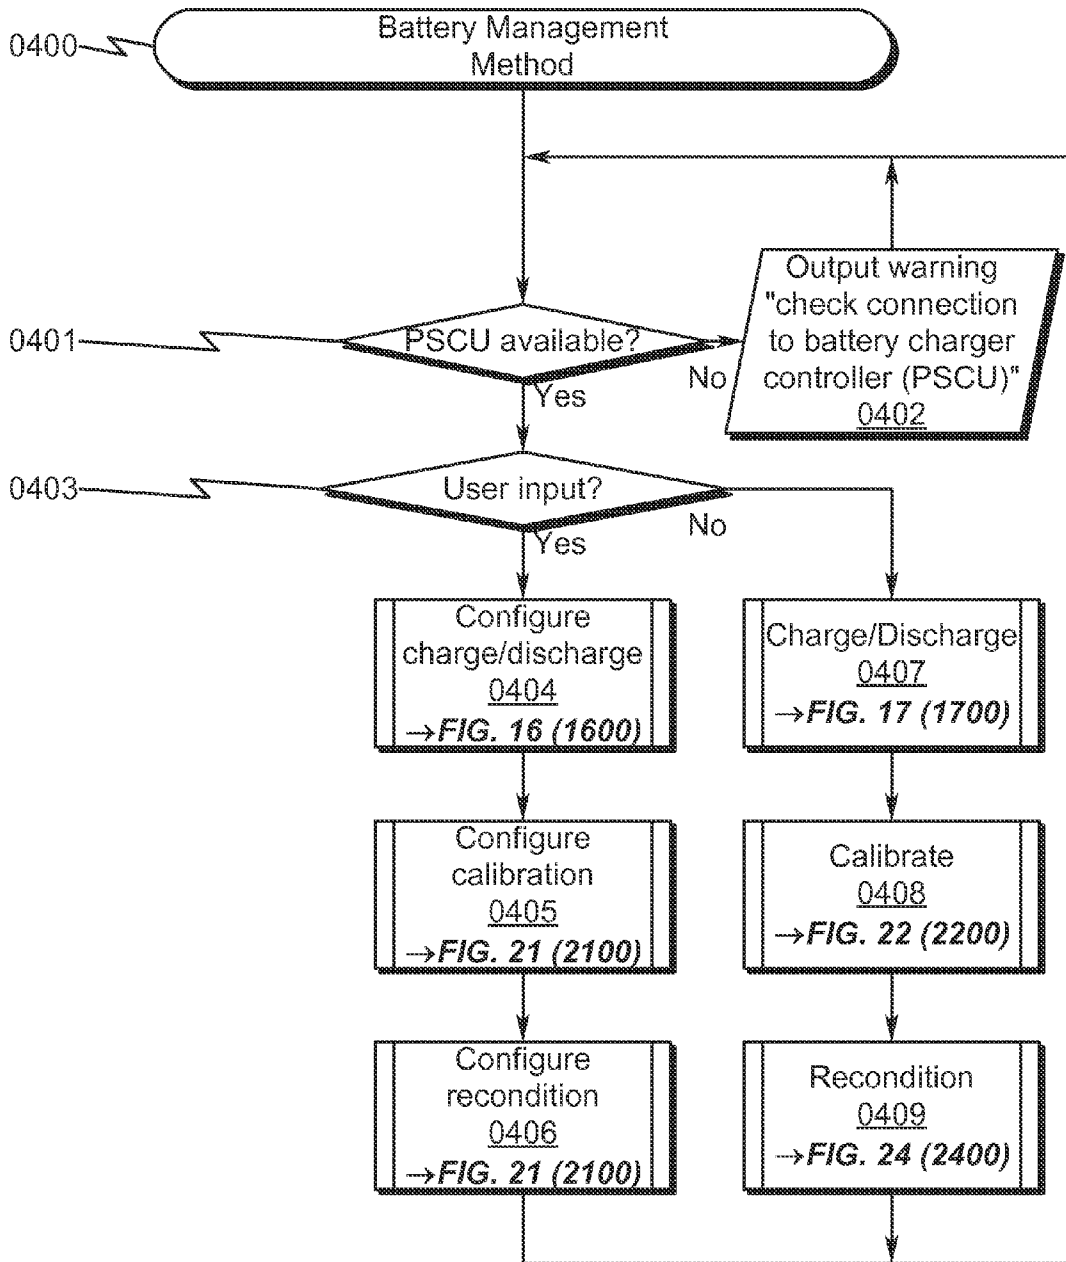 0400
Battery Management
Method
0401
PSCU available?
No
Yes
Output warning
"check connection
to battery charger
controller (PSCU)"
0402
0403
User input?
No
Yes
Configure
charge/discharge
0404
→FIG. 16 (1600)
Charge/Discharge
0407
→FIG. 17 (1700)
Configure
calibration
0405
→FIG. 21 (2100)
Calibrate
0408
→FIG. 22 (2200)
Configure
recondition
0406
→FIG. 21 (2100)
Recondition
0409
→FIG. 24 (2400)